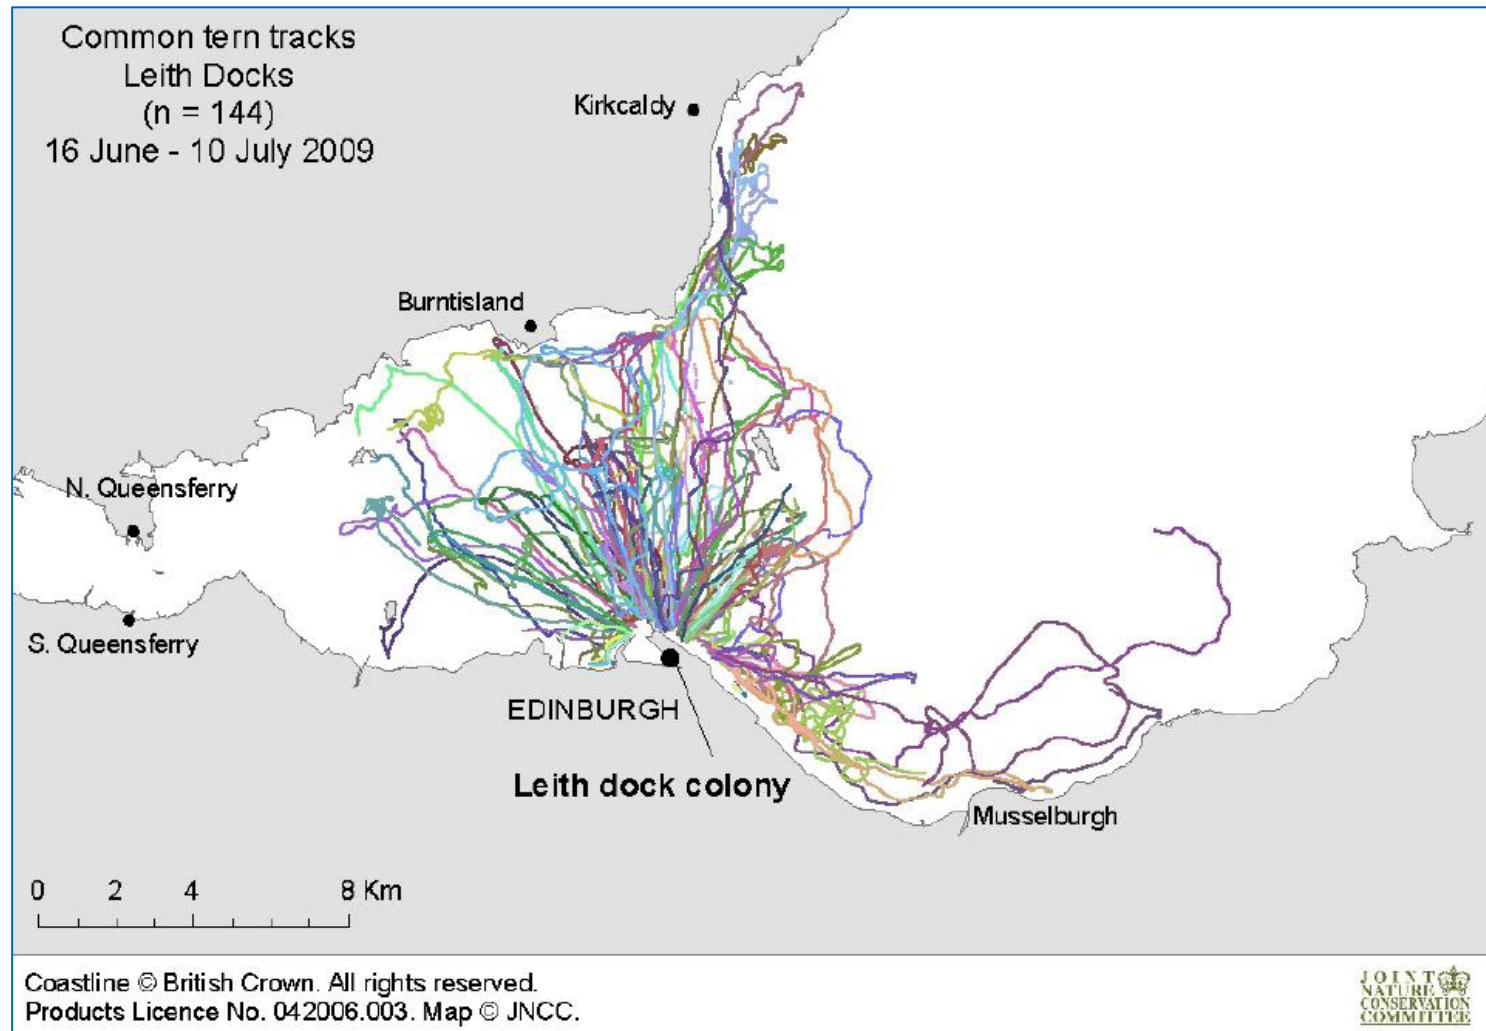 Common tern tracks
Leith Docks
(n = 144)
16 June - 10 July 2009
Kirkcaldy
Burntisland
N. Queensferry
S. Queensferry
EDINBURGH
Leith dock colony
Musselburgh
0 2 4 8 Km
Coastline © British Crown. All rights reserved.
Products Licence No. 042006.003. Map © JNCC.
JOINT
NATURE
CONSERVATION
COMMITTEE